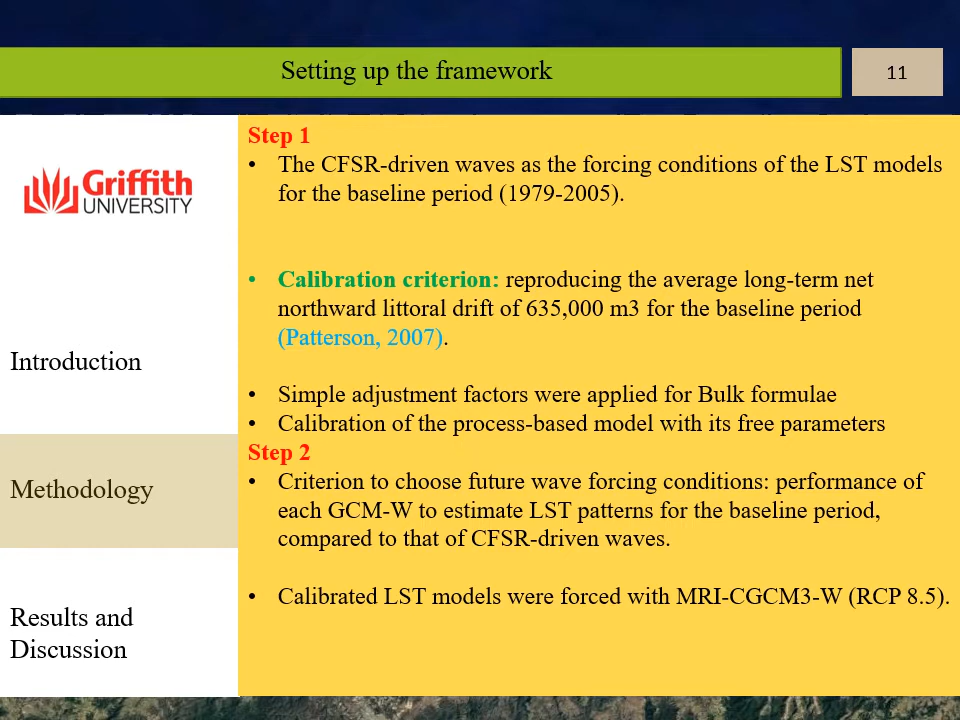 Setting up the framework
11
Griffith
UNIVERSITY
Introduction
Methodology
Results and
Discussion
Step 1
• The CFSR-driven waves as the forcing conditions of the LST models
for the baseline period (1979-2005).
• Calibration criterion: reproducing the average long-term net
northward littoral drift of 635,000 m3 for the baseline period
(Patterson, 2007).
• Simple adjustment factors were applied for Bulk formulae
• Calibration of the process-based model with its free parameters
Step 2
• Criterion to choose future wave forcing conditions: performance of
each GCM-W to estimate LST patterns for the baseline period,
compared to that of CFSR-driven waves.
• Calibrated LST models were forced with MRI-CGCM3-W (RCP 8.5).